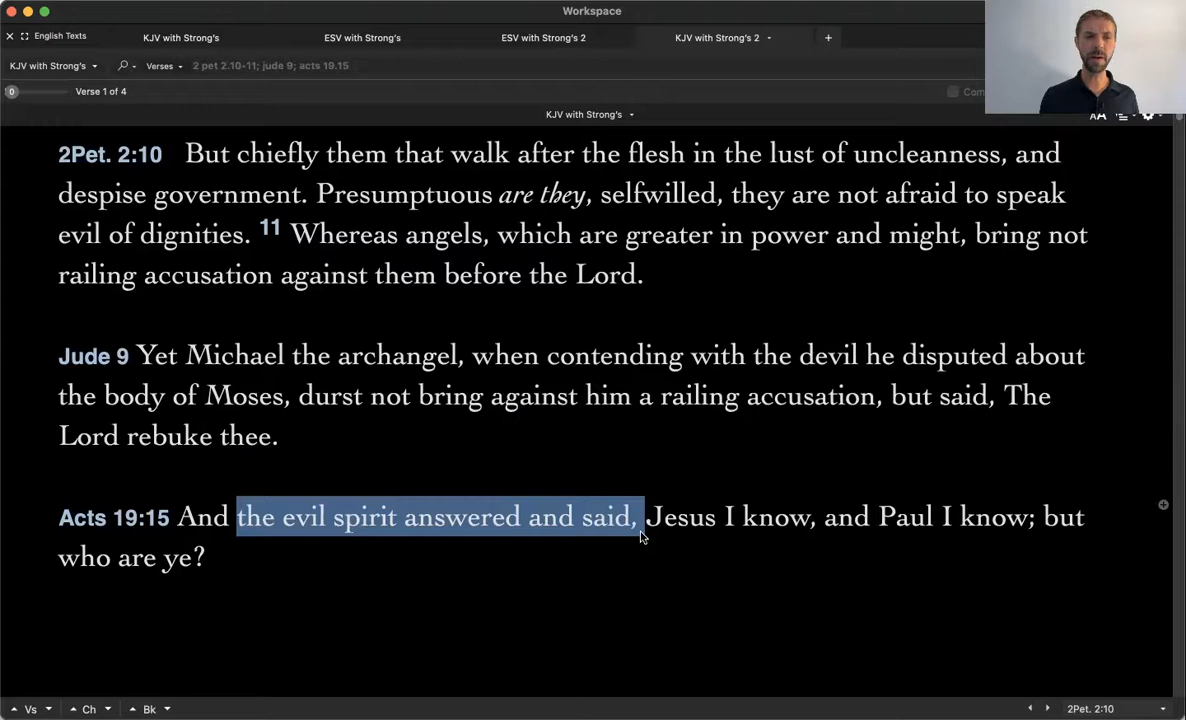 Workspace
English Texts
KJV with Strong's
ESV with Strong's
ESV with Strong's 2
KJV with Strong's 2
+
KJV with Strong's
Verses
2 pet 2.10-11; jude 9; acts 19.15
0
Verse 1 of 4
Com
KJV with Strong's
AA
2Pet. 2:10 But chiefly them that walk after the flesh in the lust of uncleanness, and
despise government. Presumptuous are they, selfwilled, they are not afraid to speak
evil of dignities. 11 Whereas angels, which are greater in power and might, bring not
railing accusation against them before the Lord.
Jude 9 Yet Michael the archangel, when contending with the devil he disputed about
the body of Moses, durst not bring against him a railing accusation, but said, The
Lord rebuke thee.
Acts 19:15 And the evil spirit answered and said, Jesus I know, and Paul I know; but
who are ye?
Vs
Ch
Bk
2Pet. 2:10